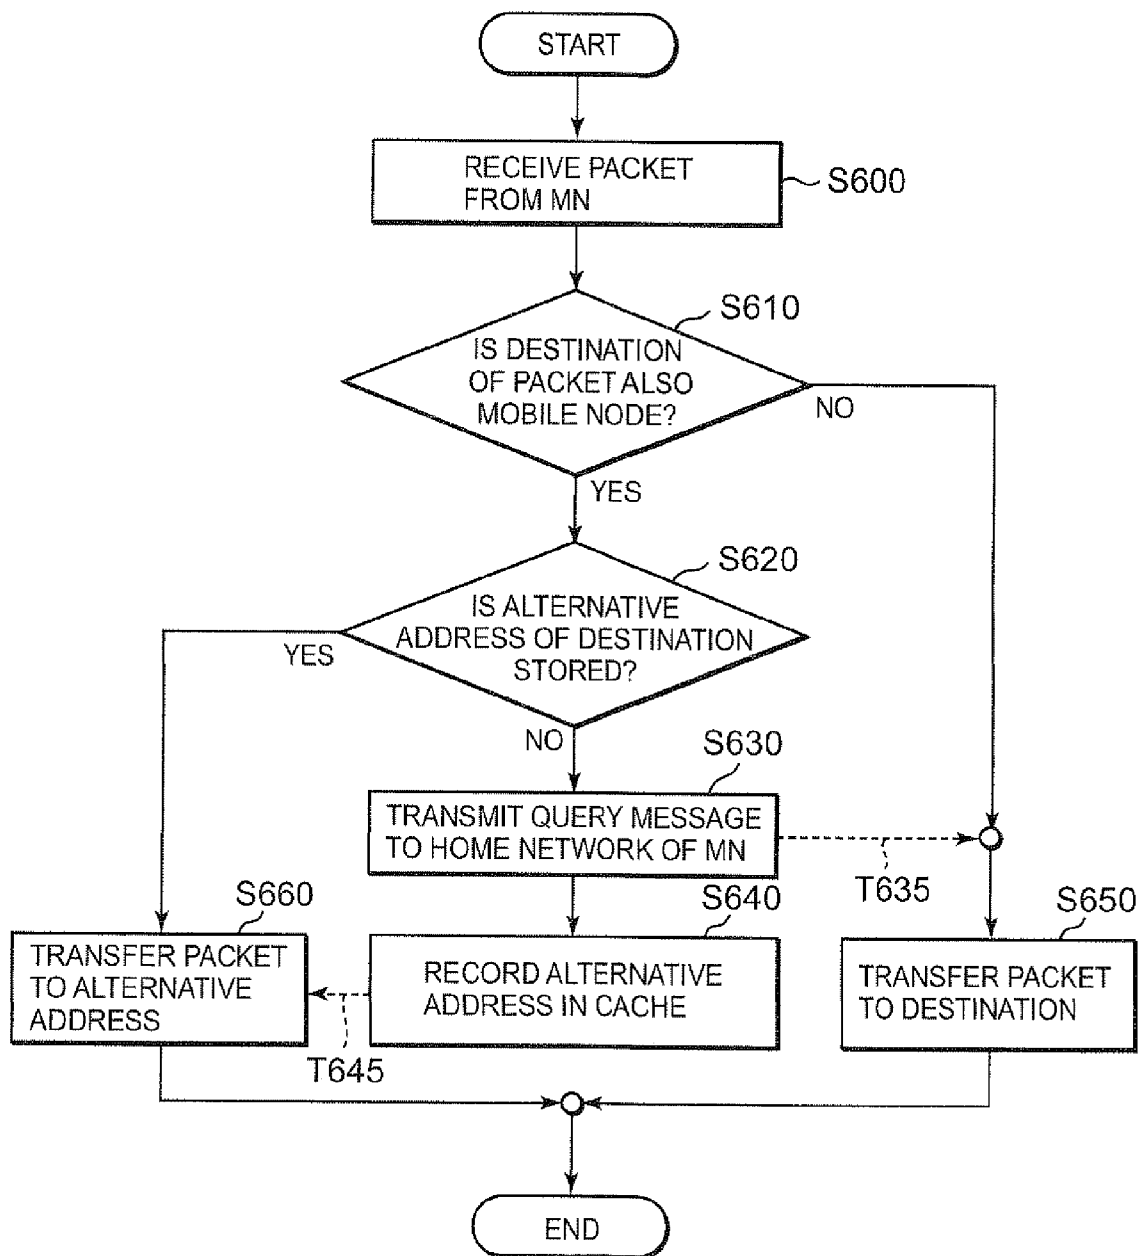 START
RECEIVE PACKET
FROM MN
S600
S610
IS DESTINATION
OF PACKET ALSO
MOBILE NODE?
NO
YES
S620
IS ALTERNATIVE
ADDRESS OF DESTINATION
STORED?
YES
NO
S630
TRANSMIT QUERY MESSAGE
TO HOME NETWORK OF MN
T635
S660
TRANSFER PACKET
TO ALTERNATIVE
ADDRESS
S640
RECORD ALTERNATIVE
ADDRESS IN CACHE
S650
TRANSFER PACKET
TO DESTINATION
T645
END